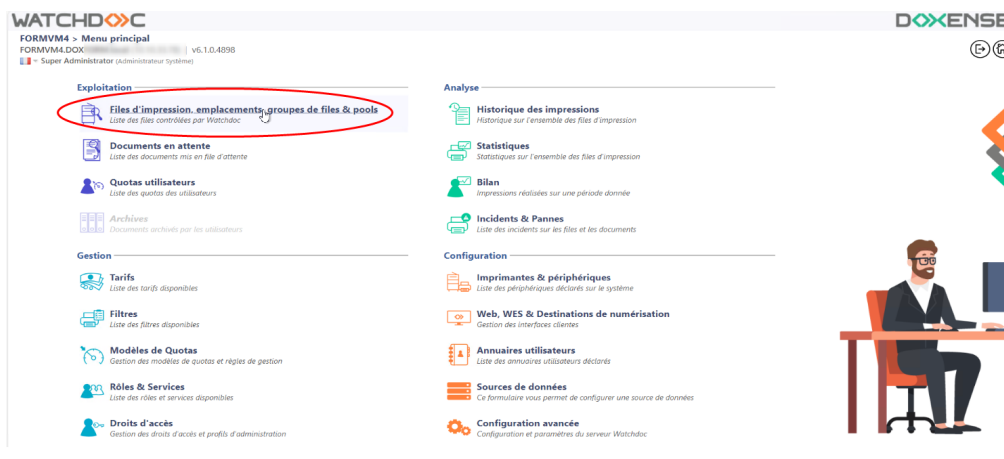 WATCHDOC
DOXENSE
FORMVM4 > Menu principal
FORMVM4.DOX | v6.1.0.4898
- Super Administrator (Administrateur Système)
Exploitation
Files d'impression, emplacements, groupes de files & pools
Liste des files contrôlées par Watchdoc
Documents en attente
Liste des documents mis en file d'attente
Quotas utilisateurs
Liste des quotas des utilisateurs
Archives
Documents archivés par les utilisateurs
Gestion
Tarifs
Liste des tarifs disponibles
Filtres
Liste des filtres disponibles
Modèles de Quotas
Gestion des modèles de quotas et règles de gestion
Rôles & Services
Liste des rôles et services disponibles
Droits d'accès
Gestion des droits d'accès et profils d'administration
Analyse
Historique des impressions
Historique sur l'ensemble des files d'impression
Statistiques
Statistiques sur l'ensemble des files d'impression
Bilan
Impressions réalisées sur une période donnée
Incidents & Pannes
Liste des incidents sur les files et les documents
Configuration
Imprimantes & périphériques
Liste des périphériques déclarés sur le système
Web, WES & Destinations de numérisation
Gestion des interfaces clientes
Annuaires utilisateurs
Liste des annuaires utilisateurs déclarés
Sources de données
Ce formulaire vous permet de configurer une source de données
Configuration avancée
Configuration et paramètres du serveur Watchdoc